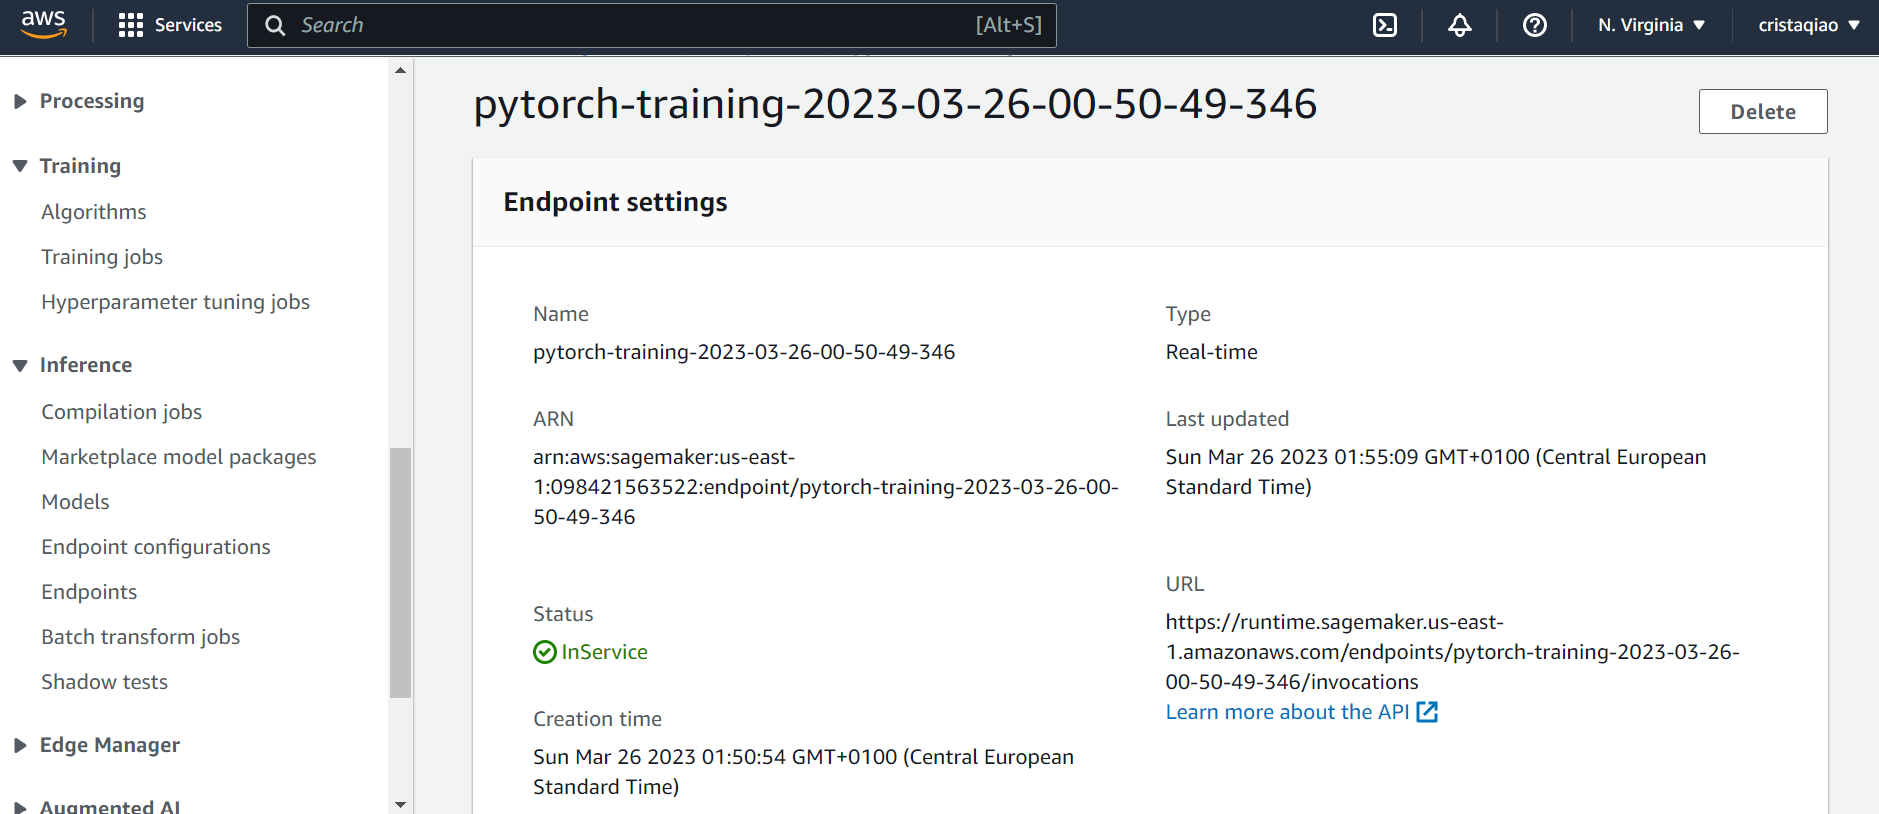 aws
Services
Search
[Alt+S]
N. Virginia
cristaqiao
Processing
Training
Algorithms
Training jobs
Hyperparameter tuning jobs
Inference
Compilation jobs
Marketplace model packages
Models
Endpoint configurations
Endpoints
Batch transform jobs
Shadow tests
Edge Manager
Augmented AI
pytorch-training-2023-03-26-00-50-49-346
Delete
Endpoint settings
Name
pytorch-training-2023-03-26-00-50-49-346
ARN
arn:aws:sagemaker:us-east-
1:098421563522:endpoint/pytorch-training-2023-03-26-00-
50-49-346
Status
InService
Creation time
Sun Mar 26 2023 01:50:54 GMT+0100 (Central European
Standard Time)
Type
Real-time
Last updated
Sun Mar 26 2023 01:55:09 GMT+0100 (Central European
Standard Time)
URL
https://runtime.sagemaker.us-east-
1.amazonaws.com/endpoints/pytorch-training-2023-03-26-
00-50-49-346/invocations
Learn more about the API